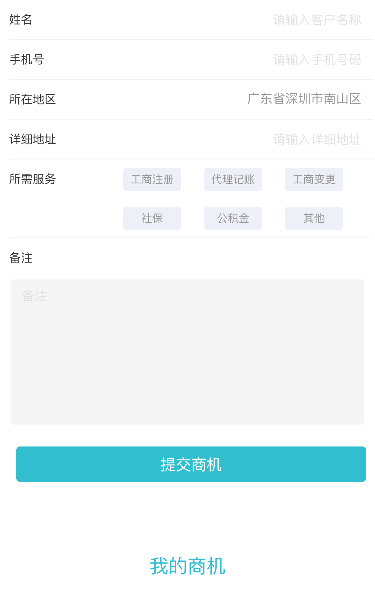 姓名 请输入客户名称
手机号 请输入手机号码
所在地区 广东省深圳市南山区
详细地址 请输入详细地址
所需服务 工商注册 代理记账 工商变更
社保 公积金 其他
备注
备注
提交商机
我的商机